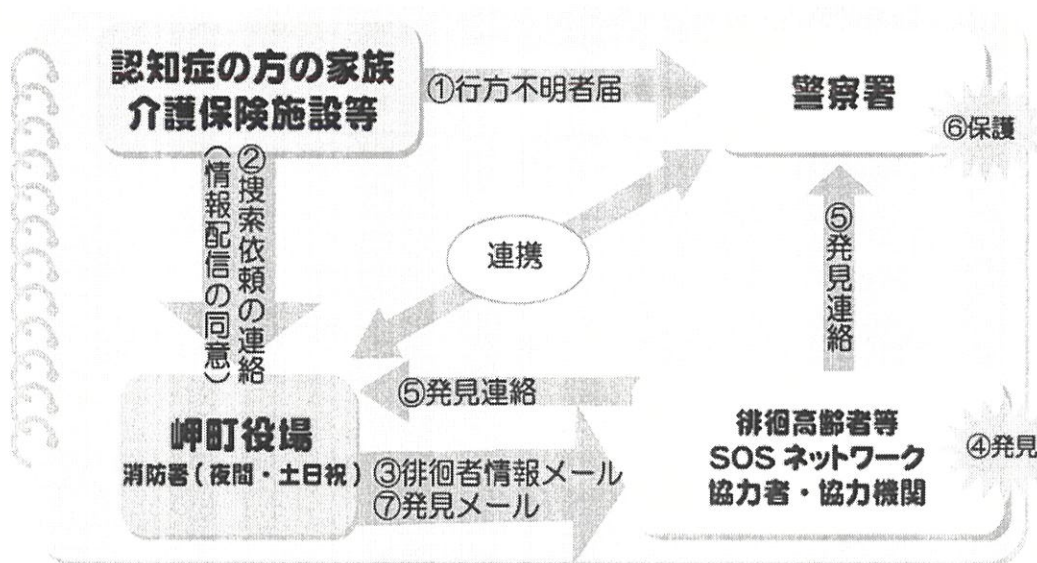 認知症の方の家族
介護保険施設等
①行方不明者届
警察署
⑥保護
②捜索依頼の連絡
(情報配信の同意)
連携
⑤発見連絡
⑤発見連絡
岬町役場
消防署(夜間・土日祝)
③徘徊者情報メール
⑦発見メール
徘徊高齢者等
SOSネットワーク
協力者・協力機関
④発見